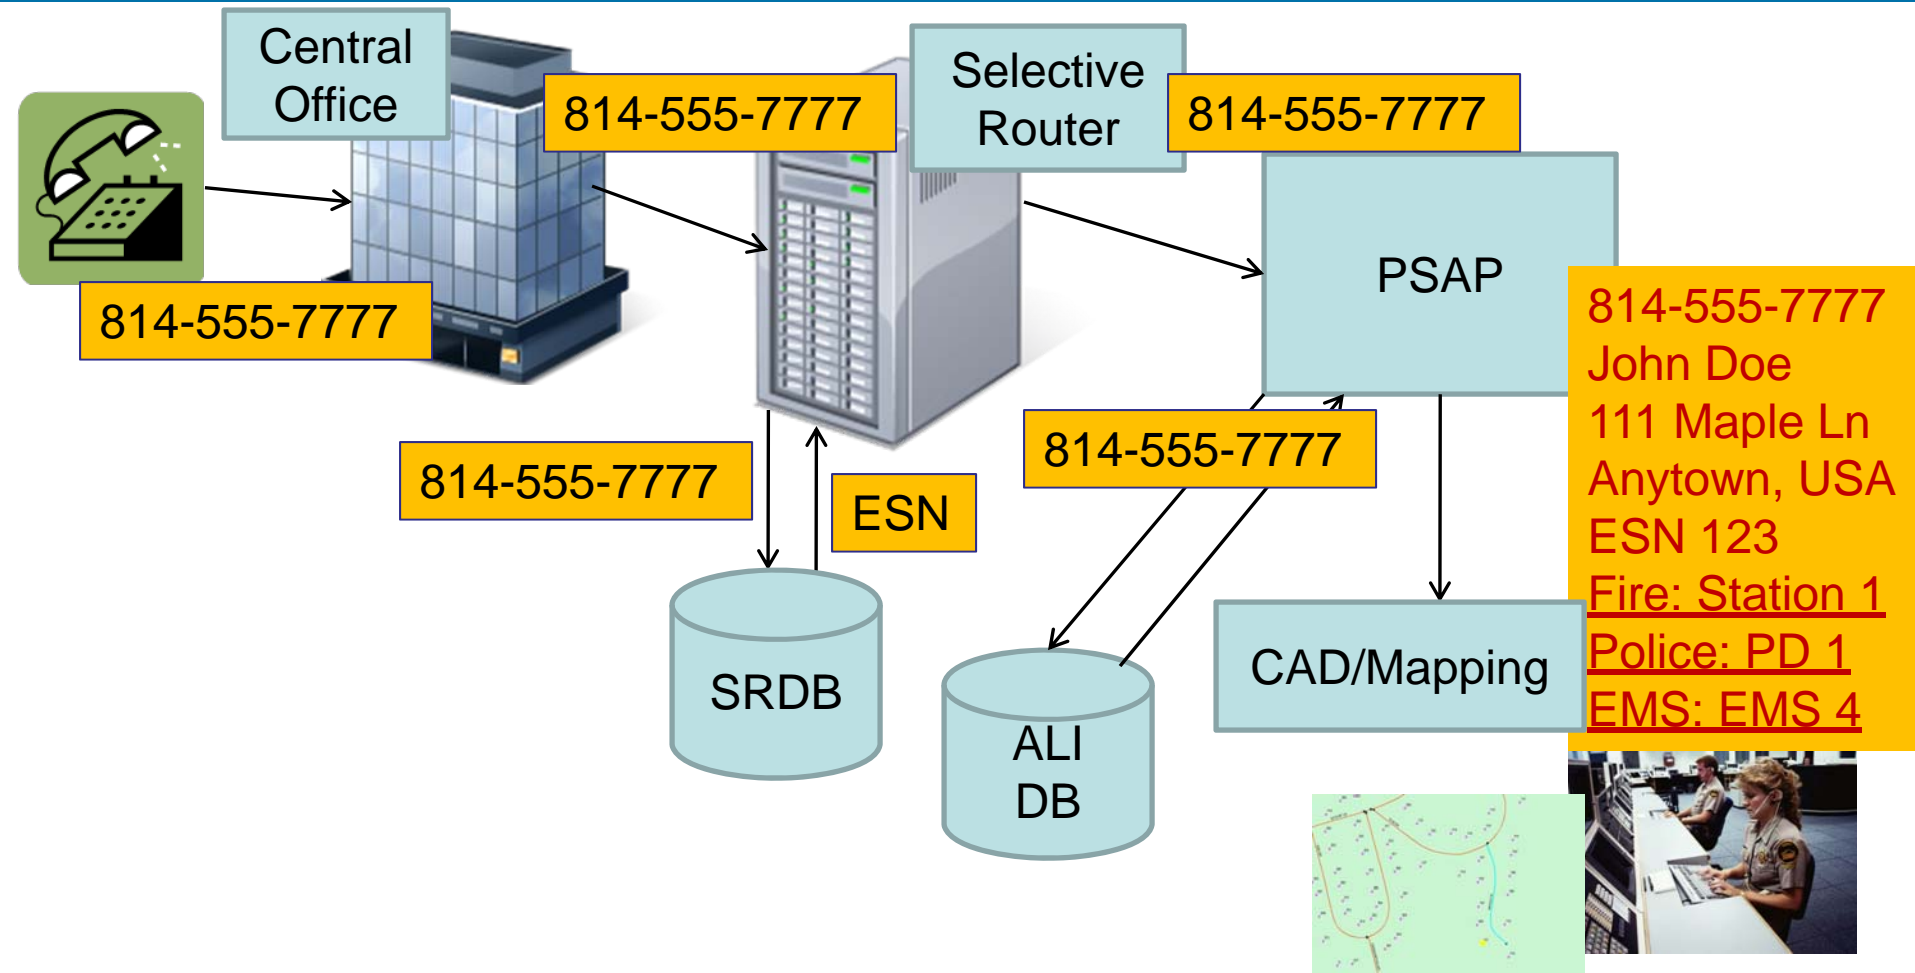 Central
Office
814-555-7777
Selective
Router
814-555-7777
814-555-7777
PSAP
814-555-7777
John Doe
111 Maple Ln
Anytown, USA
ESN 123
Fire: Station 1
Police: PD 1
EMS: EMS 4
814-555-7777
ESN
814-555-7777
SRDB
ALI
DB
CAD/Mapping